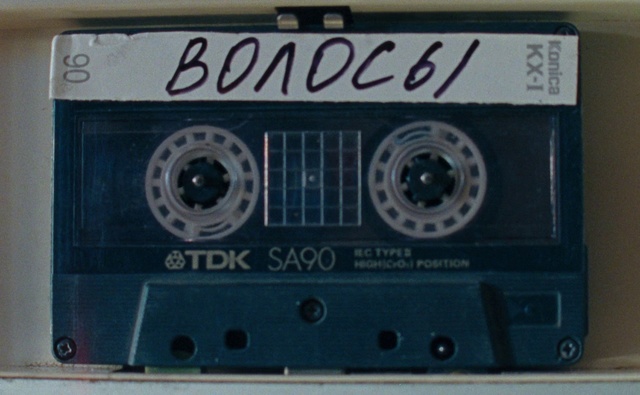 ВОЛОСЫ
90
Konica
KX-I
TDK SA90
IEC TYPE II
HIGH(CrO₂) POSITION